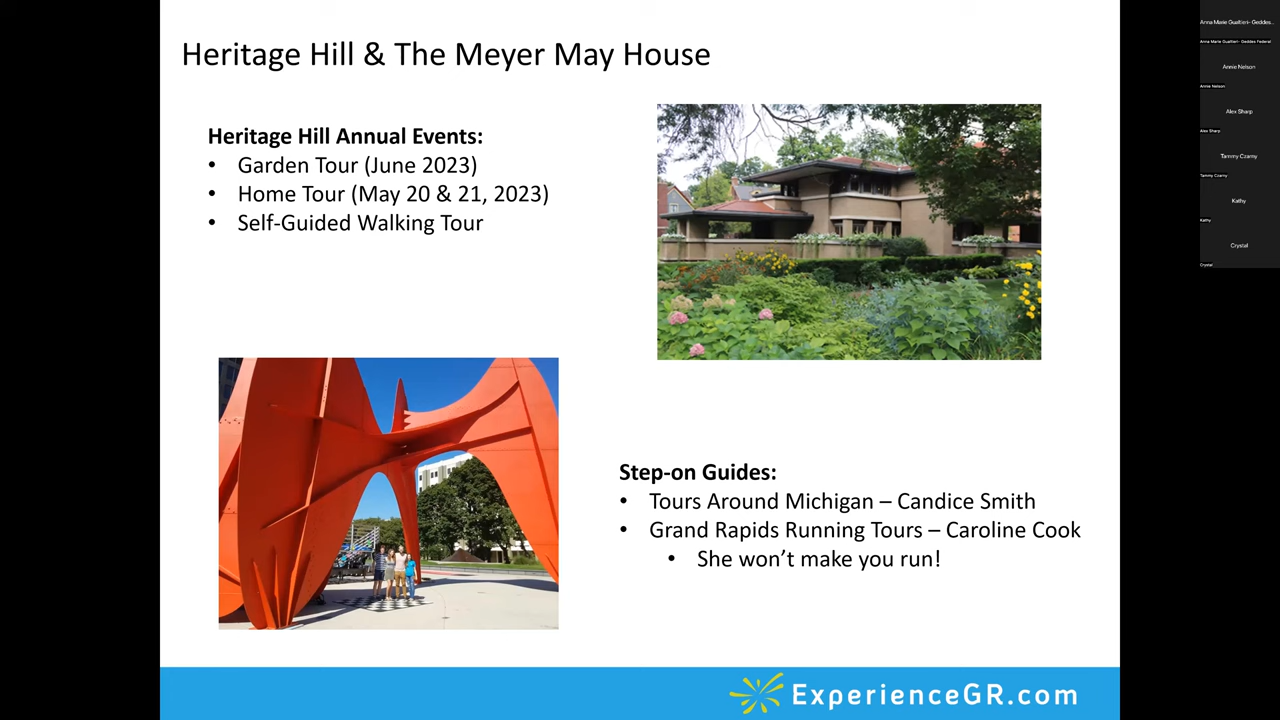 Heritage Hill & The Meyer May House
Heritage Hill Annual Events:
• Garden Tour (June 2023)
• Home Tour (May 20 & 21, 2023)
• Self-Guided Walking Tour
Step-on Guides:
• Tours Around Michigan – Candice Smith
• Grand Rapids Running Tours – Caroline Cook
• She won't make you run!
ExperienceGR.com
Anna Marie Gualtieri- Geddes...
Anna Marie Gualtieri- Geddes Federal
Annie Nelson
Annie Nelson
Alex Sharp
Alex Sharp
Tammy Czarny
Tammy Czarny
Kathy
Kathy
Crystal
Crystal